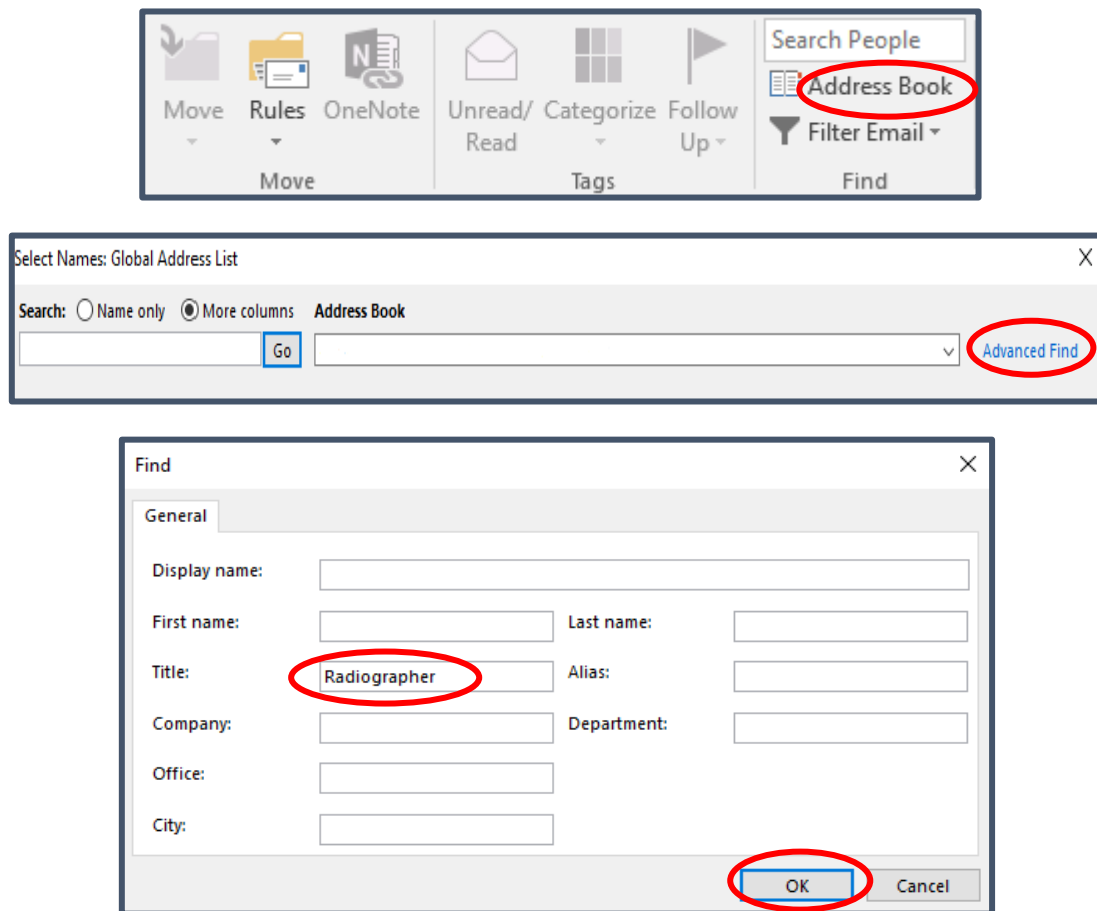 Search People
Address Book
Move Rules OneNote Unread/ Categorize Follow Filter Email
Read Up
Move Tags Find
Select Names: Global Address List X
Search: Name only More columns Address Book
Go Advanced Find
Find
General
Display name:
First name: Last name:
Title: Radiographer Alias:
Company: Department:
Office:
City:
OK Cancel